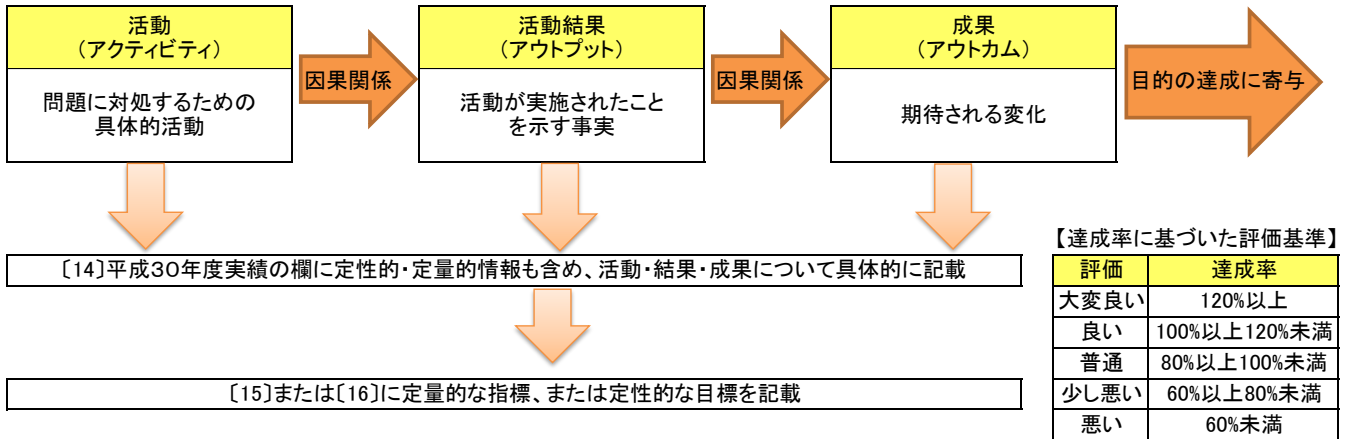 活動
（アクティビティ）
問題に対処するための
具体的活動
因果関係
活動結果
（アウトプット）
活動が実施されたこと
を示す事実
因果関係
成果
（アウトカム）
期待される変化
目的の達成に寄与
〔14〕平成３０年度実績の欄に定性的・定量的情報も含め、活動・結果・成果について具体的に記載
〔15〕または〔16〕に定量的な指標、または定性的な目標を記載
【達成率に基づいた評価基準】
評価 達成率
大変良い 120%以上
良い 100%以上120%未満
普通 80%以上100%未満
少し悪い 60%以上80%未満
悪い 60%未満